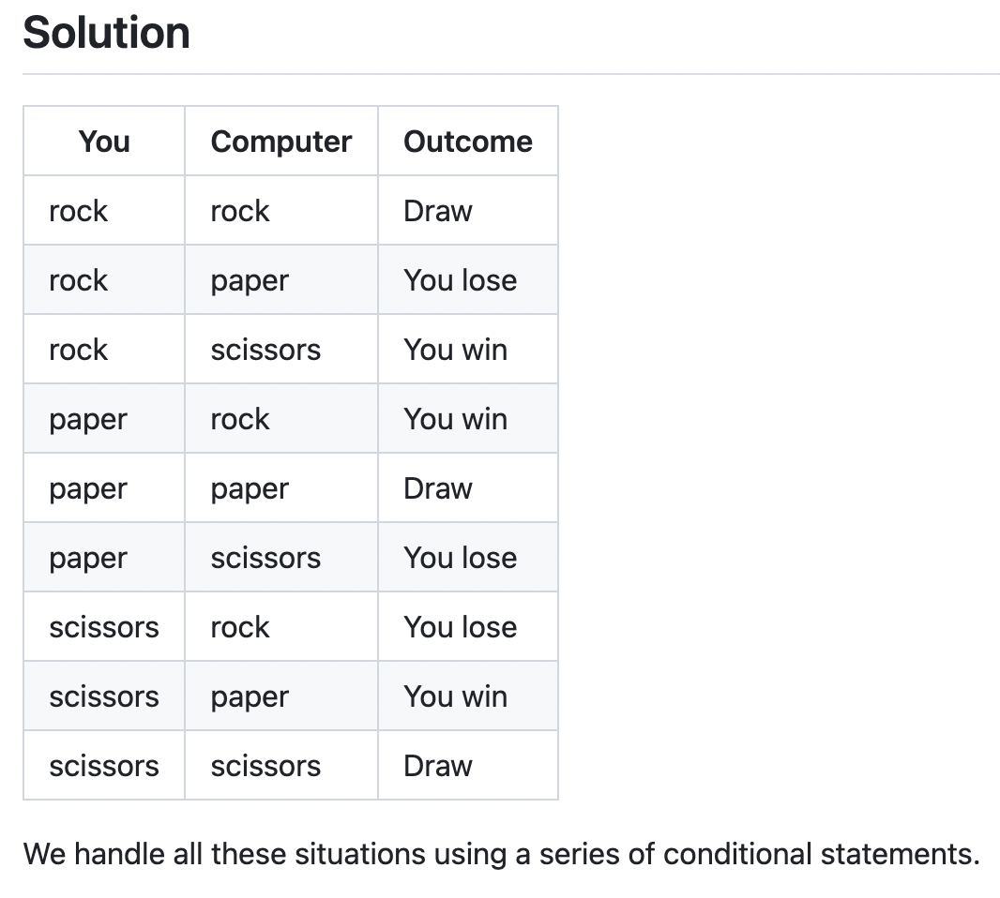 Solution
You Computer Outcome
rock rock Draw
rock paper You lose
rock scissors You win
paper rock You win
paper paper Draw
paper scissors You lose
scissors rock You lose
scissors paper You win
scissors scissors Draw
We handle all these situations using a series of conditional statements.